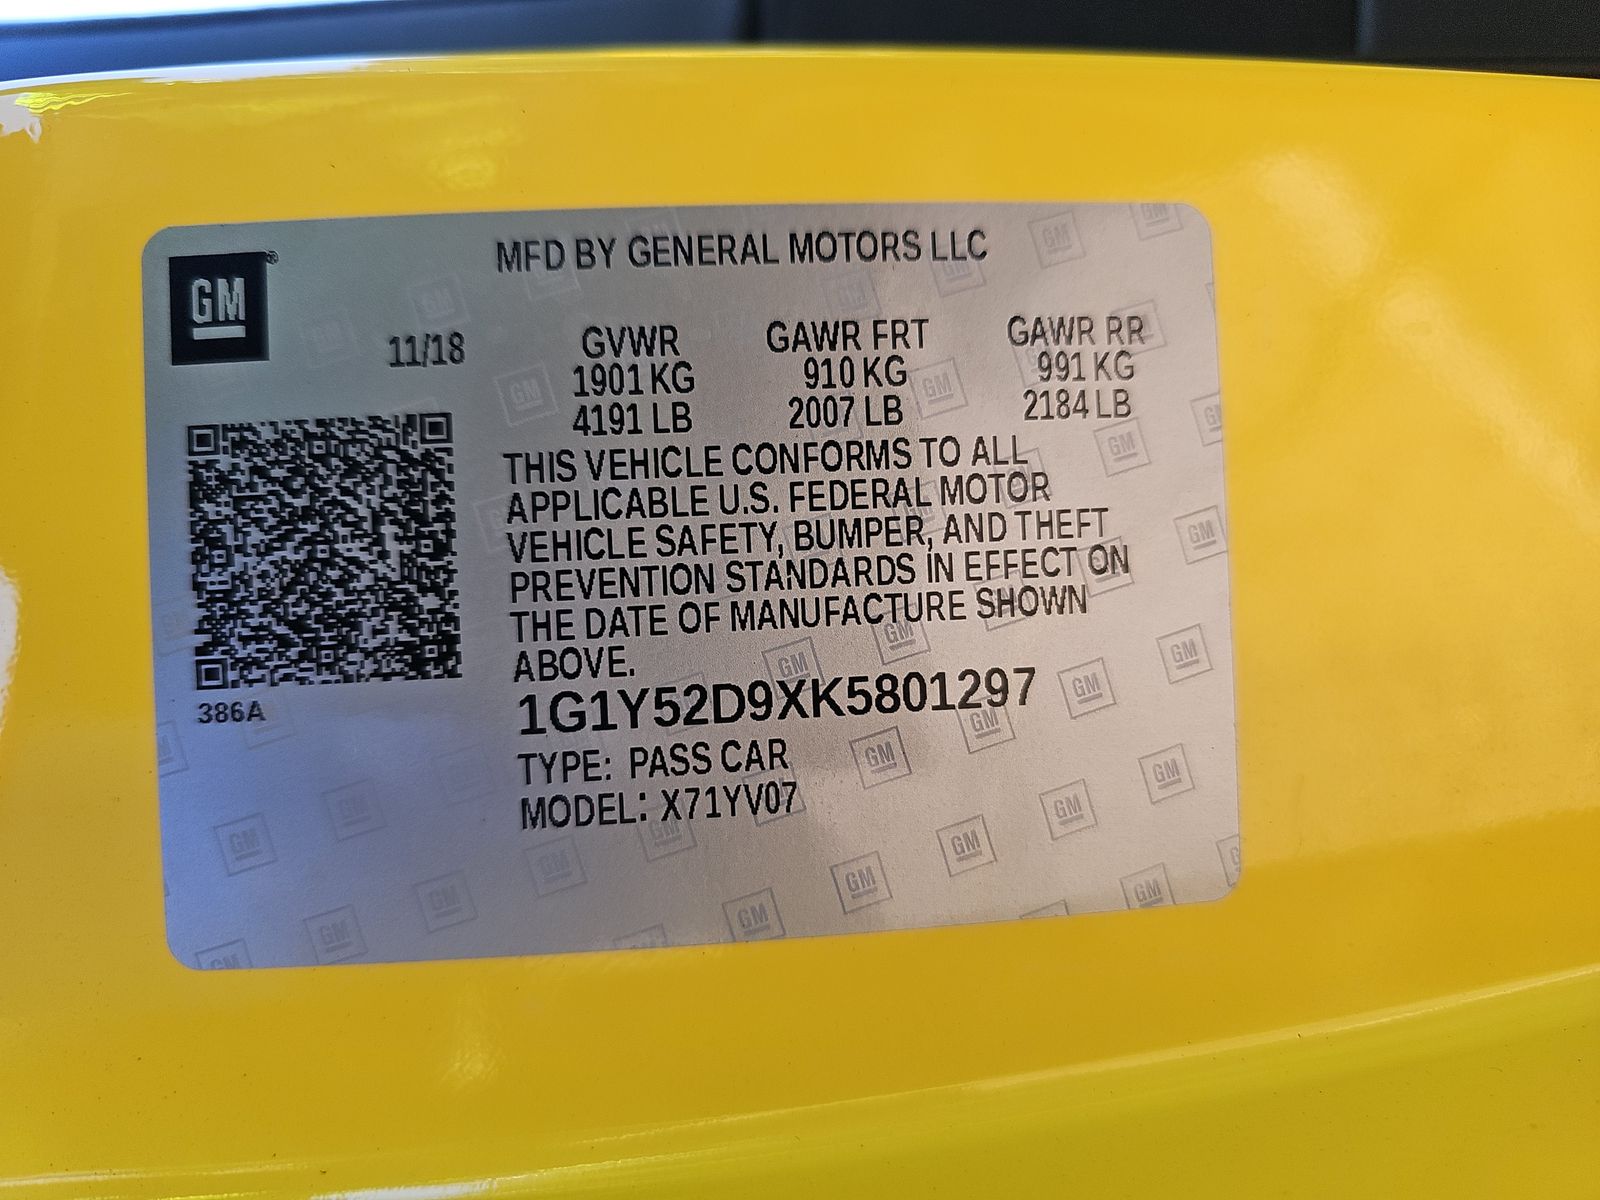 MFD BY GENERAL MOTORS LLC
GM
11/18
GVWR GAWR FRT GAWR RR
1901 KG 910 KG 991 KG
4191 LB 2007 LB 2184 LB
THIS VEHICLE CONFORMS TO ALL
APPLICABLE U.S. FEDERAL MOTOR
VEHICLE SAFETY, BUMPER, AND THEFT
PREVENTION STANDARDS IN EFFECT ON
THE DATE OF MANUFACTURE SHOWN
ABOVE.
386A
1G1Y52D9XK5801297
TYPE: PASS CAR
MODEL: X71YV07